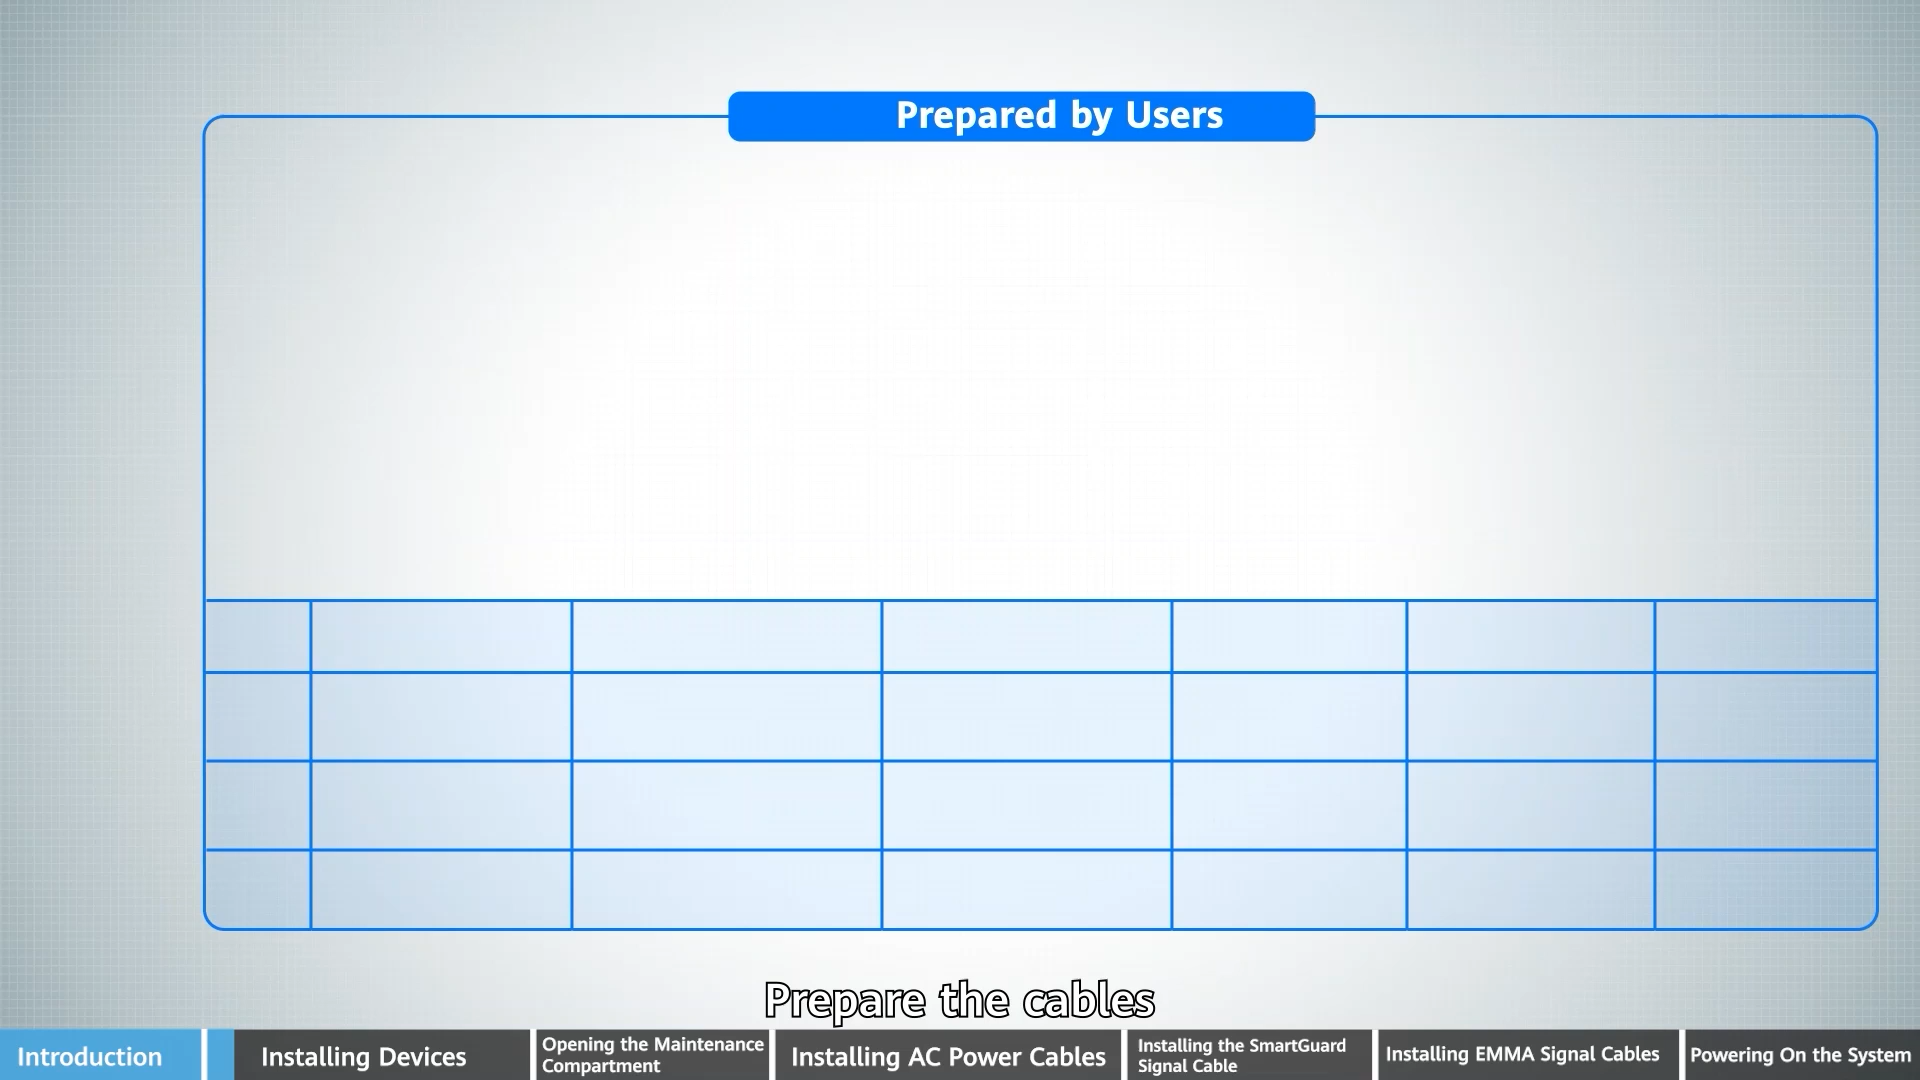 Prepared by Users
Prepare the cables
Introduction
Installing Devices
Opening the Maintenance
Compartment
Installing AC Power Cables
Installing the SmartGuard
Signal Cable
Installing EMMA Signal Cables
Powering On the System